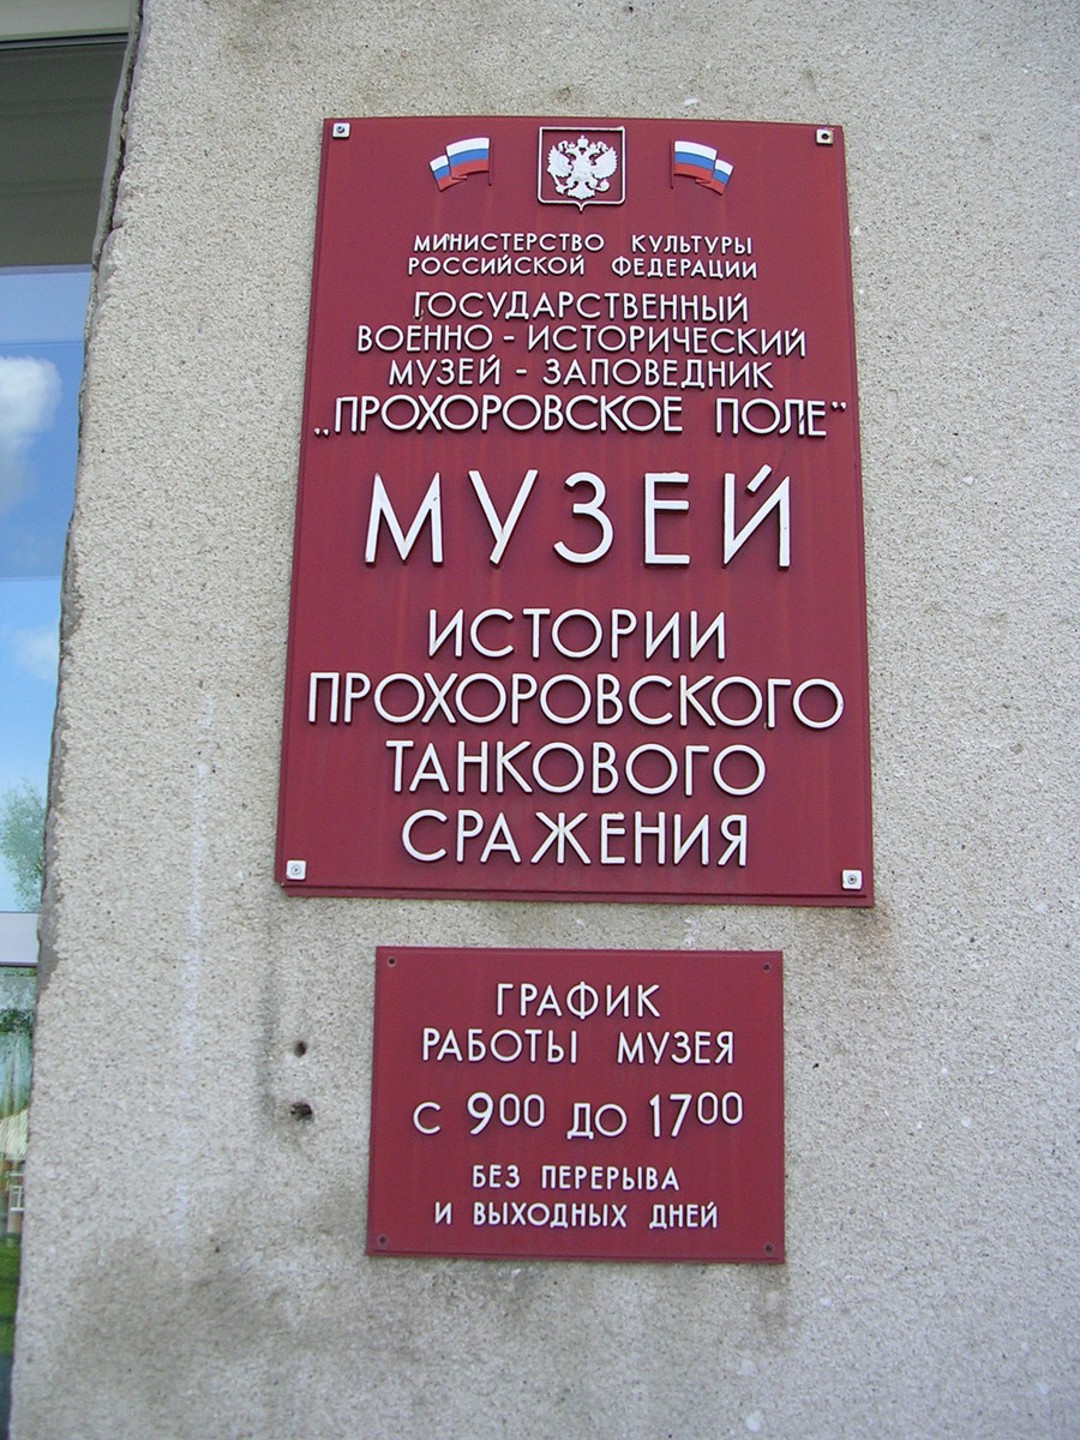 МИНИСТЕРСТВО КУЛЬТУРЫ
РОССИЙСКОЙ ФЕДЕРАЦИИ
ГОСУДАРСТВЕННЫЙ
ВОЕННО - ИСТОРИЧЕСКИЙ
МУЗЕЙ - ЗАПОВЕДНИК
„ПРОХОРОВСКОЕ ПОЛЕ”
МУЗЕЙ
ИСТОРИИ
ПРОХОРОВСКОГО
ТАНКОВОГО
СРАЖЕНИЯ
ГРАФИК
РАБОТЫ МУЗЕЯ
С 9⁰⁰ ДО 17⁰⁰
БЕЗ ПЕРЕРЫВА
И ВЫХОДНЫХ ДНЕЙ